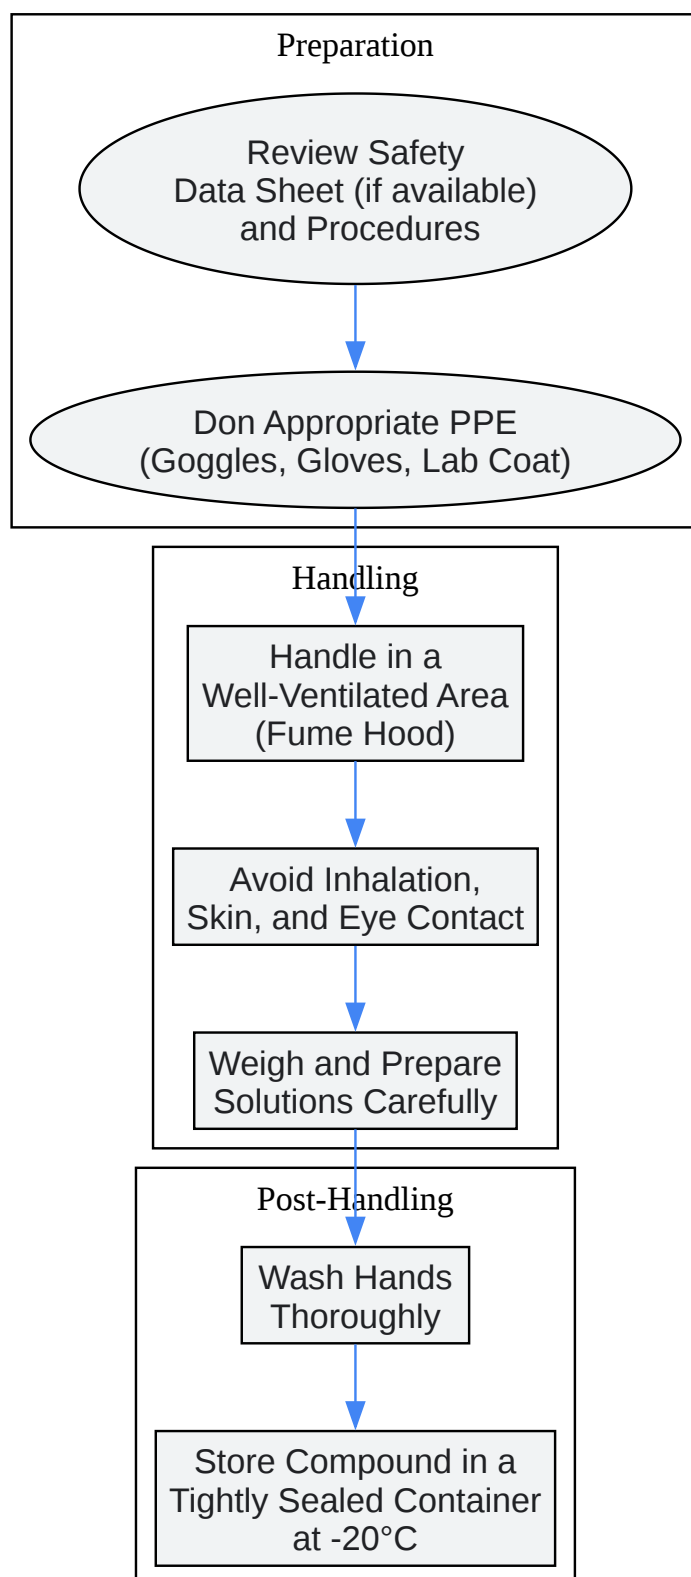 Preparation
Review Safety
Data Sheet (if available)
and Procedures
Don Appropriate PPE
(Goggles, Gloves, Lab Coat)
Handling
Handle in a
Well-Ventilated Area
(Fume Hood)
Avoid Inhalation,
Skin, and Eye Contact
Weigh and Prepare
Solutions Carefully
Post-Handling
Wash Hands
Thoroughly
Store Compound in a
Tightly Sealed Container
at -20°C